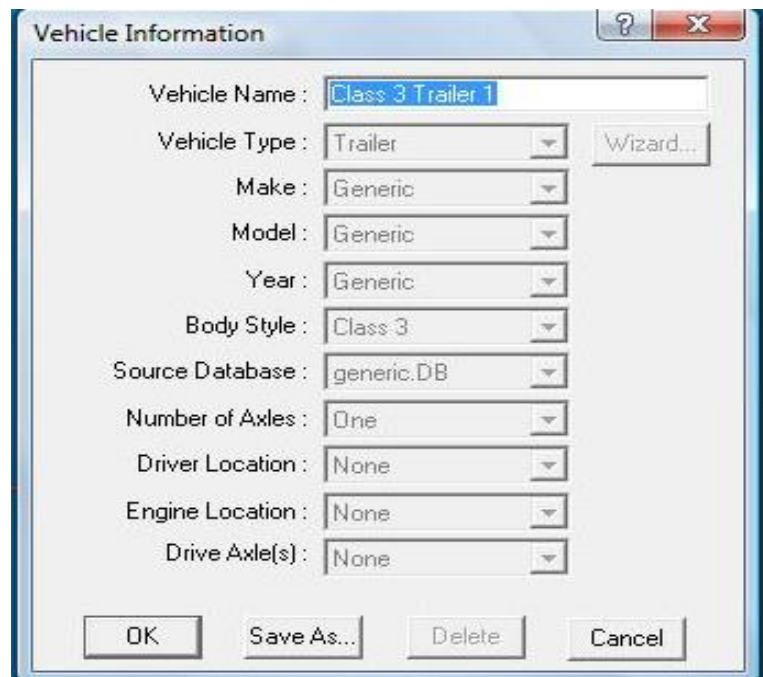 Vehicle Information ? X
Vehicle Name : Class 3 Trailer 1
Vehicle Type : Trailer Wizard...
Make : Generic
Model : Generic
Year : Generic
Body Style : Class 3
Source Database : generic.DB
Number of Axles : One
Driver Location : None
Engine Location : None
Drive Axle(s) : None
OK Save As... Delete Cancel